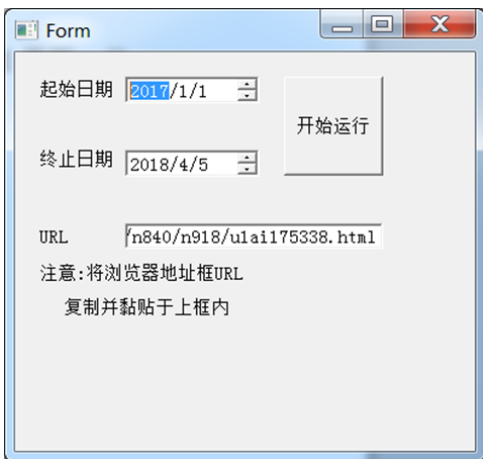 Form
起始日期 2017/1/1
开始运行
终止日期 2018/4/5
URL /n840/n918/u1ai175338.html
注意:将浏览器地址框URL
复制并黏贴于上框内